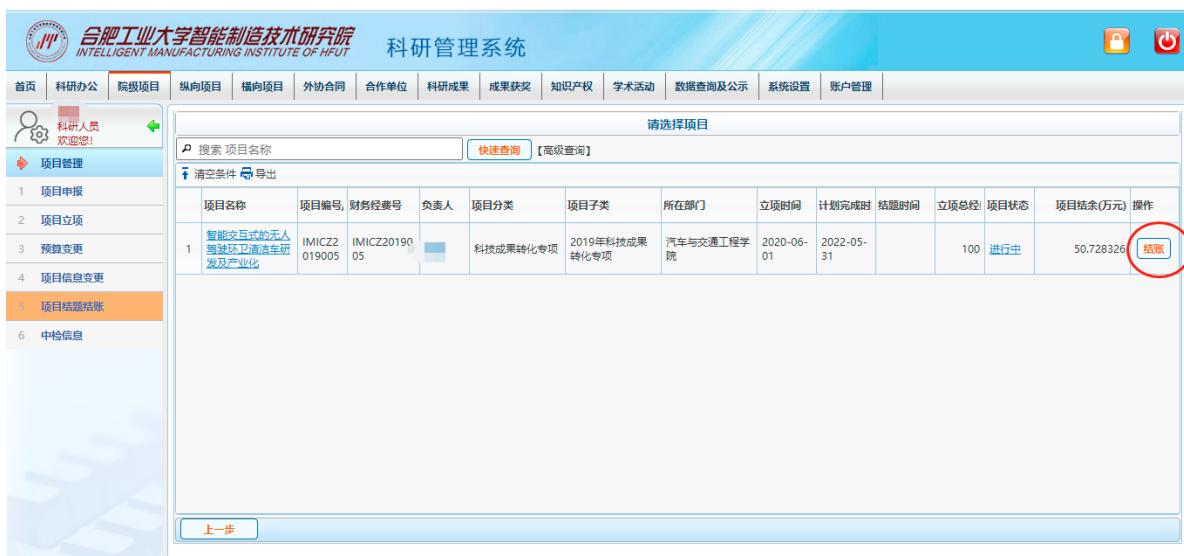 合肥工业大学智能制造技术研究院 科研管理系统
INTELLIGENT MANUFACTURING INSTITUTE OF HFUT
首页 科研办公 院级项目 纵向项目 横向项目 外协合同 合作单位 科研成果 成果获奖 知识产权 学术活动 数据查询及公示 系统设置 账户管理
科研人员
欢迎您!
项目管理
1 项目申报
2 项目立项
3 预算变更
4 项目信息变更
5 项目结题结账
6 中检信息
请选择项目
搜索 项目名称 快速查询 【高级查询】
清空条件 导出
项目名称 项目编号, 财务经费号 负责人 项目分类 项目子类 所在部门 立项时间 计划完成时 结题时间 立项总经 项目状态 项目结余(万元) 操作
1 智能交互式的无人 IMICZ2 IMICZ20190 科技成果转化专项 2019年科技成果 汽车与交通工程学 2020-06- 2022-05- 100 进行中 50.728326 结账
驾驶环卫清洁车研 019005 05 转化专项 院 01 31
发及产业化
上一步